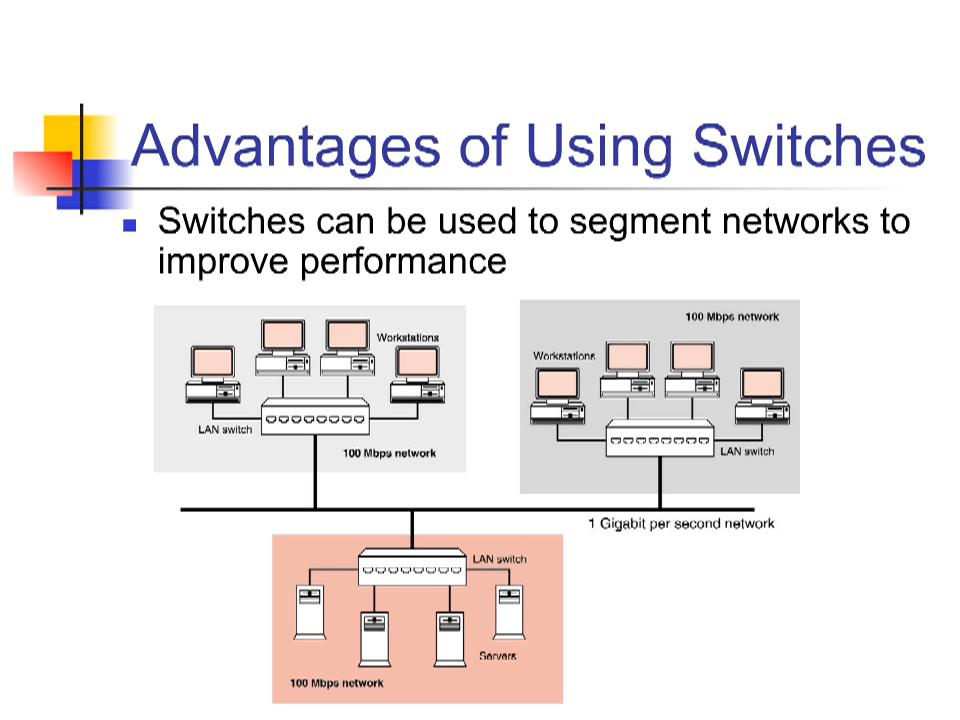 Advantages of Using Switches
Switches can be used to segment networks to
improve performance
Workstations
LAN switch
100 Mbps network
100 Mbps network
Workstations
LAN switch
1 Gigabit per second network
LAN switch
Servers
100 Mbps network